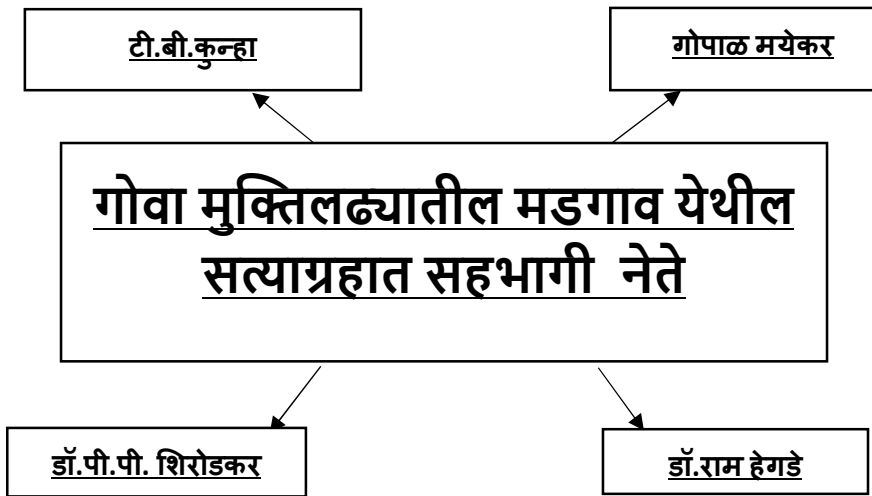 टी.बी.कुन्हा
गोपाळ मयेकर
गोवा मुक्तिलढ्यातील मडगाव येथील
सत्याग्रहात सहभागी नेते
डॉ.पी.पी. शिरोडकर
डॉ.राम हेगडे